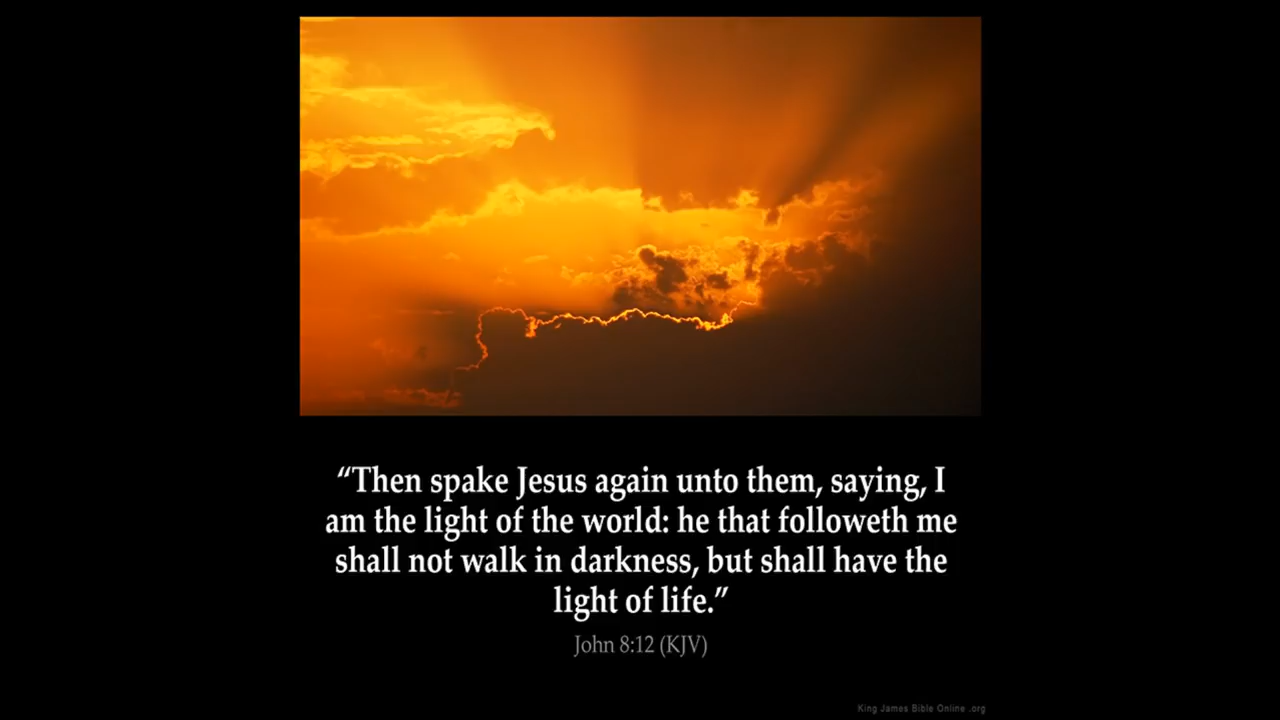 “Then spake Jesus again unto them, saying, I
am the light of the world: he that followeth me
shall not walk in darkness, but shall have the
light of life.”
John 8:12 (KJV)
King James Bible Online .org